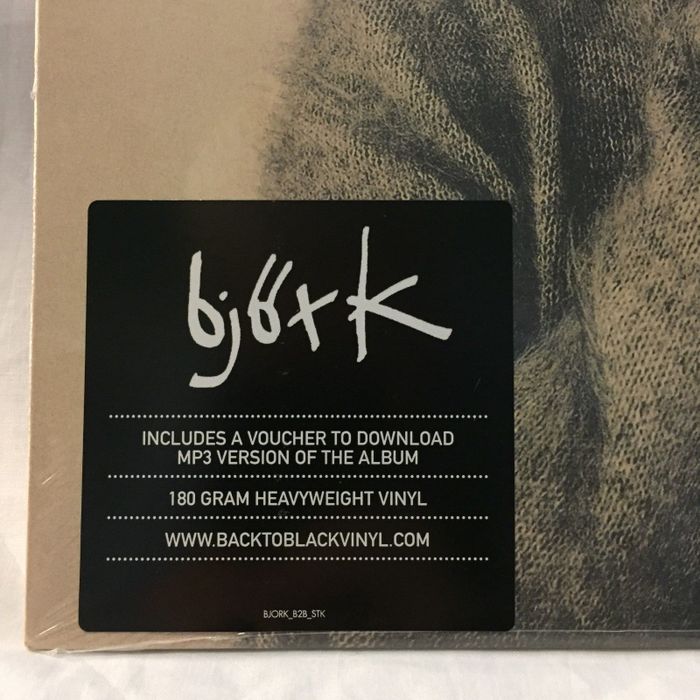 björk
INCLUDES A VOUCHER TO DOWNLOAD
MP3 VERSION OF THE ALBUM
180 GRAM HEAVYWEIGHT VINYL
WWW.BACKTOBLACKVINYL.COM
BJORK_B2B_STK